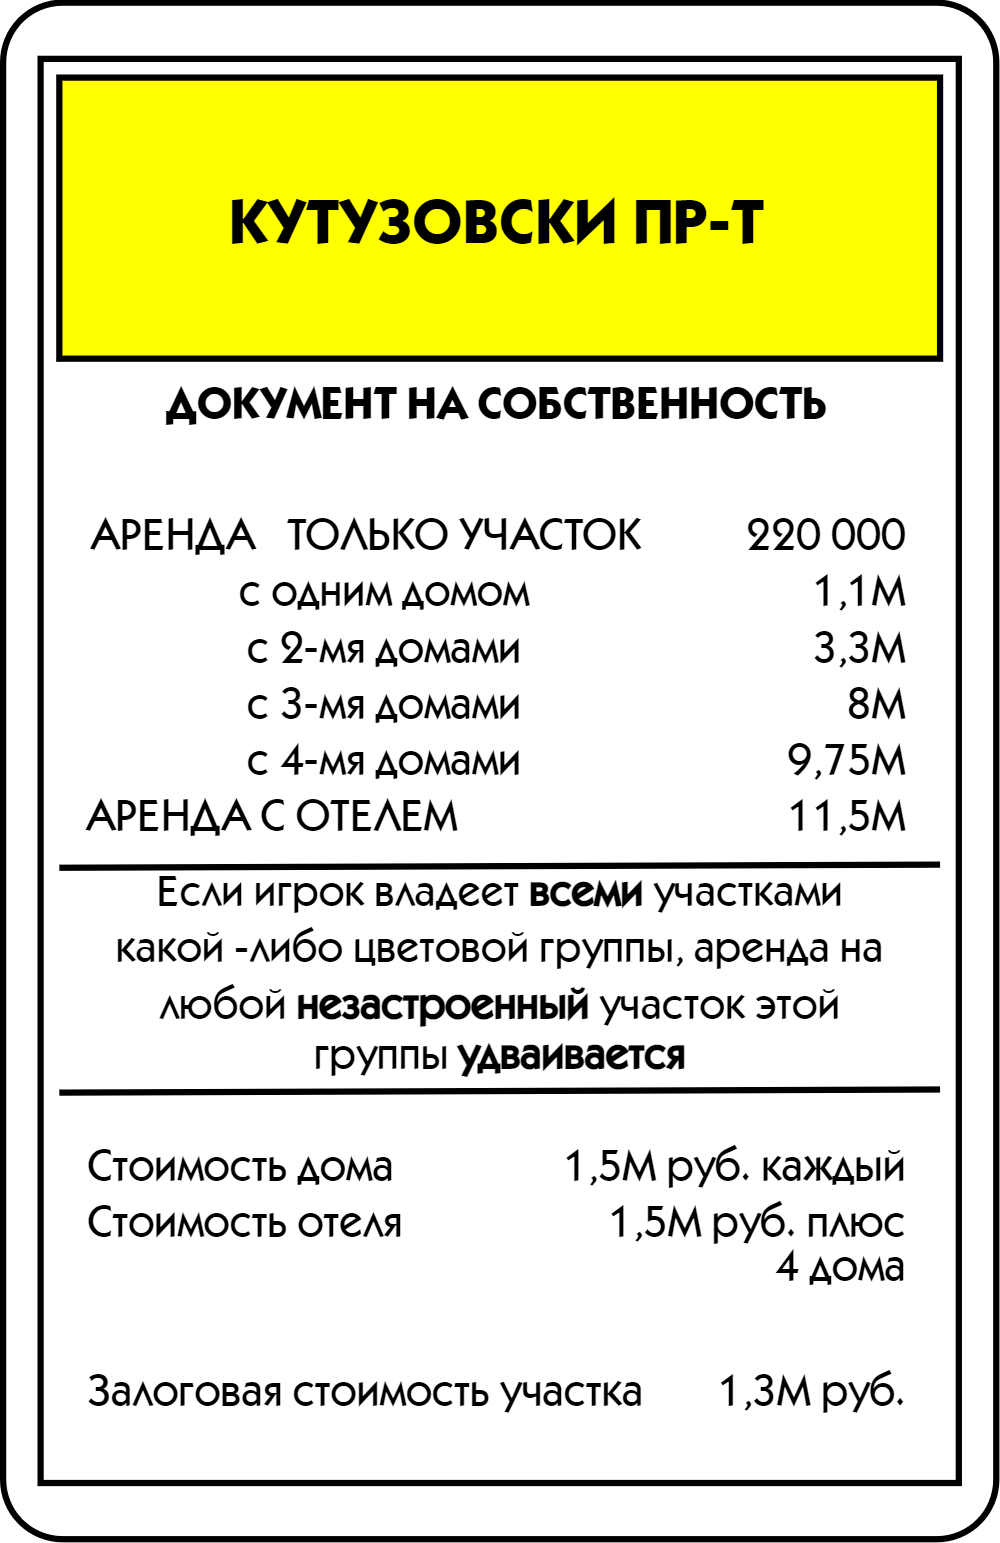 КУТУЗОВСКИ ПР-Т
ДОКУМЕНТ НА СОБСТВЕННОСТЬ
АРЕНДА ТОЛЬКО УЧАСТОК 220 000
с одним домом 1,1М
с 2-мя домами 3,3М
с 3-мя домами 8М
с 4-мя домами 9,75М
АРЕНДА С ОТЕЛЕМ 11,5М
Если игрок владеет всеми участками
какой -либо цветовой группы, аренда на
любой незастроенный участок этой
группы удваивается
Стоимость дома 1,5М руб. каждый
Стоимость отеля 1,5М руб. плюс
4 дома
Залоговая стоимость участка 1,3М руб.